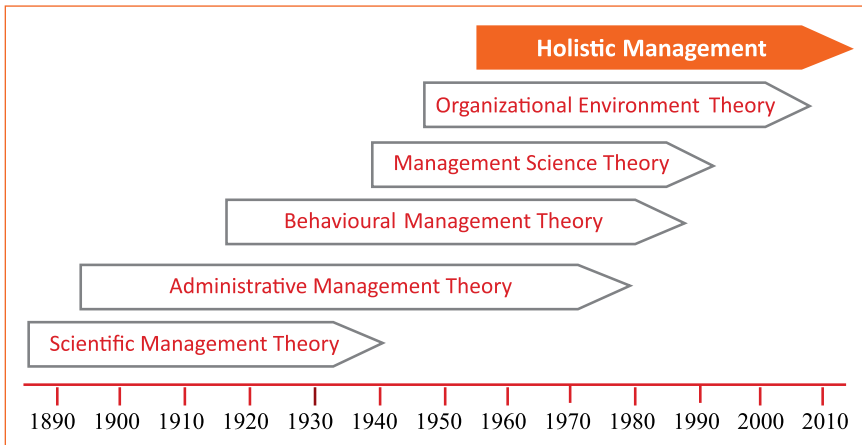 Holistic Management
Organizational Environment Theory
Management Science Theory
Behavioural Management Theory
Administrative Management Theory
Scientific Management Theory
1890 1900 1910 1920 1930 1940 1950 1960 1970 1980 1990 2000 2010